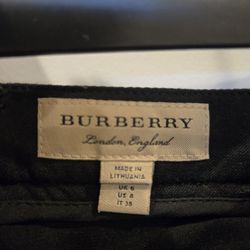 BURBERRY
London, England
MADE IN
LITHUANIA
UK 6
US 4
IT 38